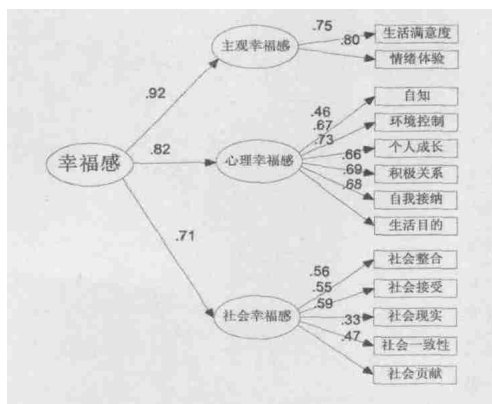 .75
主观幸福感
生活满意度
.80
情绪体验
.92
.46
自知
.67
环境控制
.73
个人成长
幸福感
.82
心理幸福感
.66
积极关系
.69
自我接纳
.68
生活目的
.71
.56
社会整合
.55
社会接受
.59
社会幸福感
社会现实
.33
社会一致性
.47
社会贡献